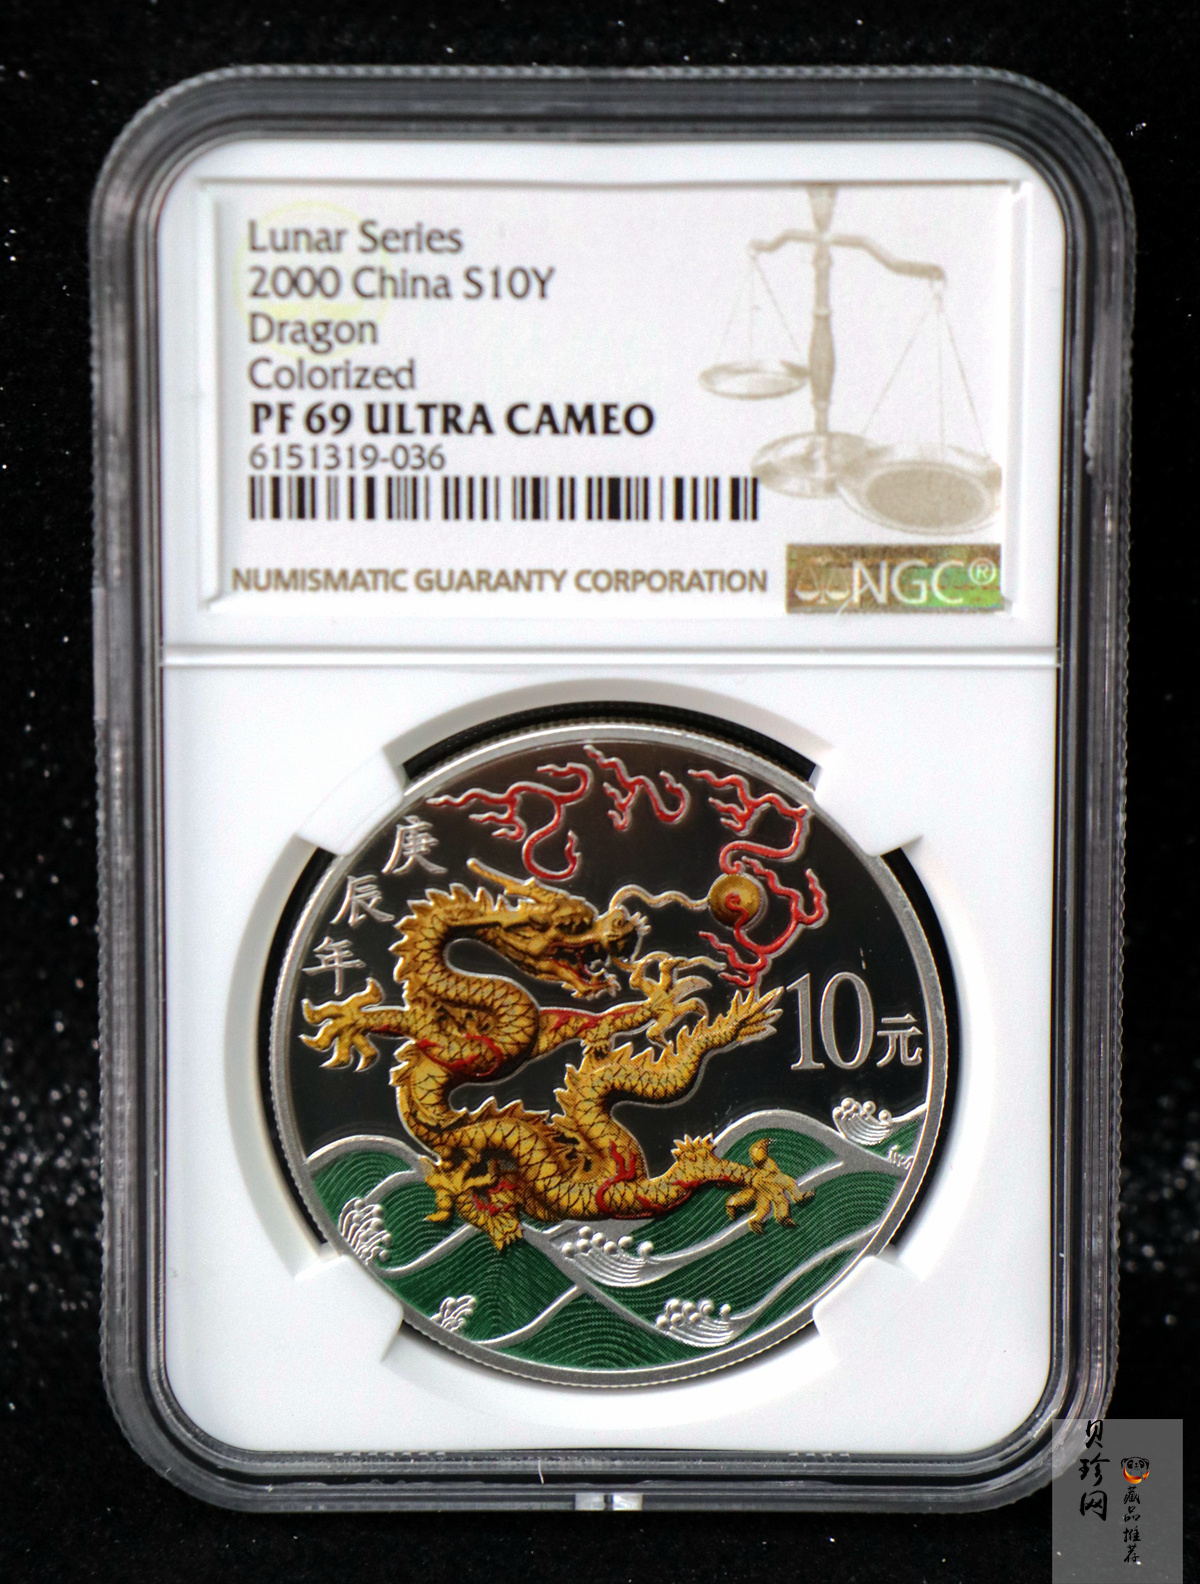 Lunar Series
2000 China S10Y
Dragon
Colorized
PF 69 ULTRA CAMEO
6151319-036
NUMISMATIC GUARANTY CORPORATION
NGC®
庚辰年
10元
贝珍网
藏品推荐